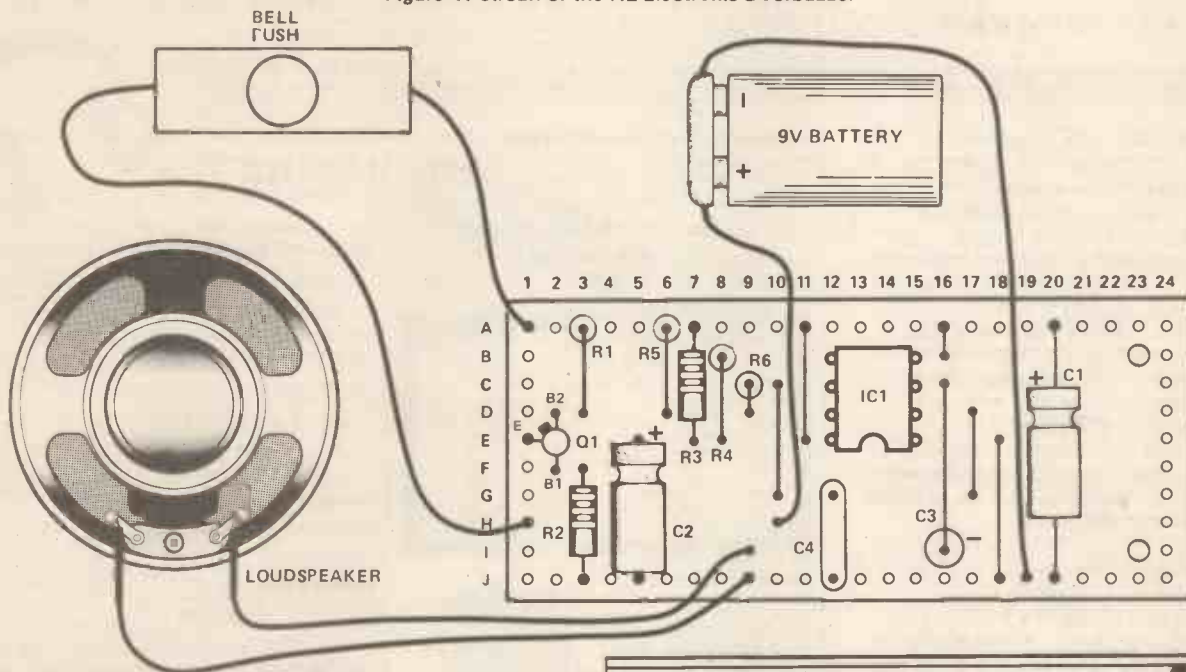 BELL
PUSH
9V BATTERY
+
1 2 3 4 5 6 7 8 9 10 11 12 13 14 15 16 17 18 19 20 21 22 23 24
A
B
C
D
E
F
G
H
I
J
R1
R5
R6
B2
E
Q1
B1
R2
+
C2
R3
R4
IC1
C4
C3
−
+
C1
LOUDSPEAKER